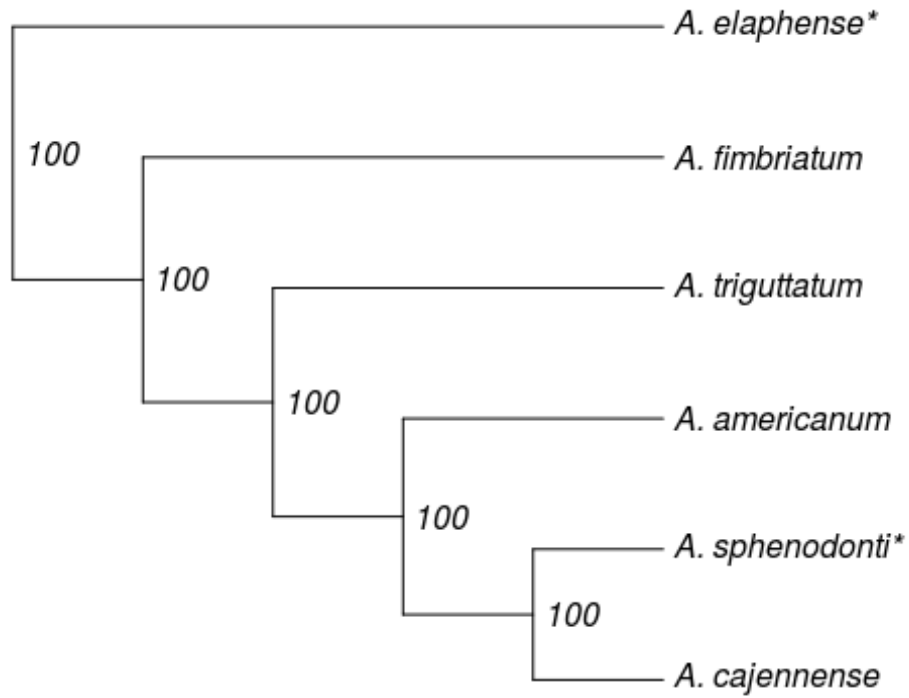 A. elaphense*
100
A. fimbriatum
100
A. triguttatum
100
A. americanum
100
A. sphenodonti*
100
A. cajennense